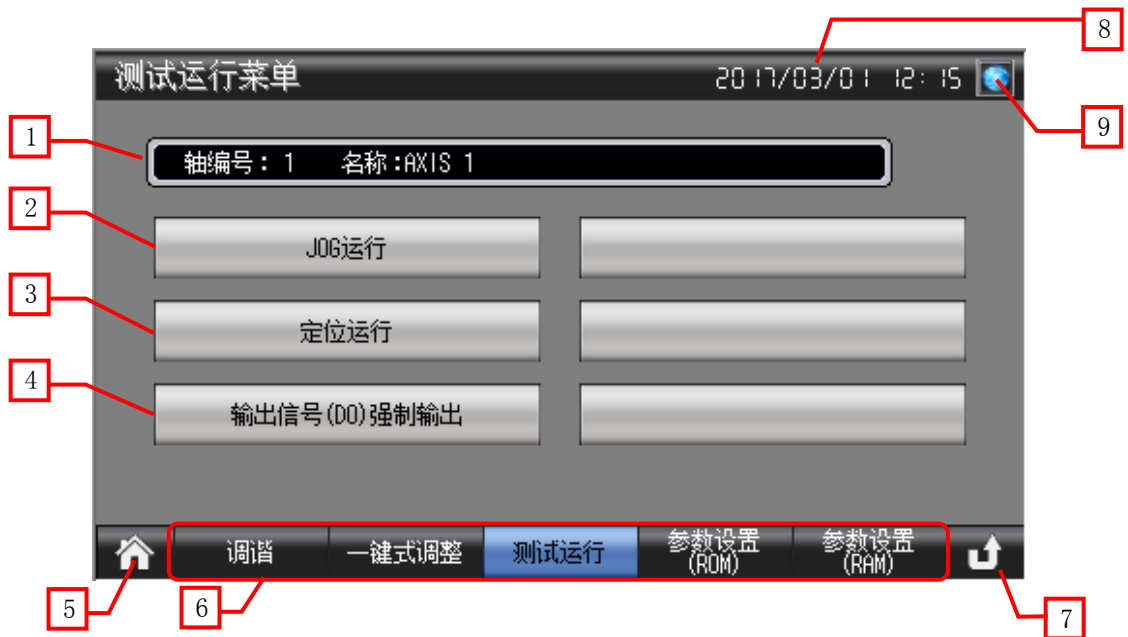 8
测试运行菜单 2017/03/01 12:15
9
1
轴编号: 1 名称:AXIS 1
2
JOG运行
3
定位运行
4
输出信号(DO)强制输出
调谐 一键式调整 测试运行 参数设置 参数设置
(ROM) (RAM)
5 6 7